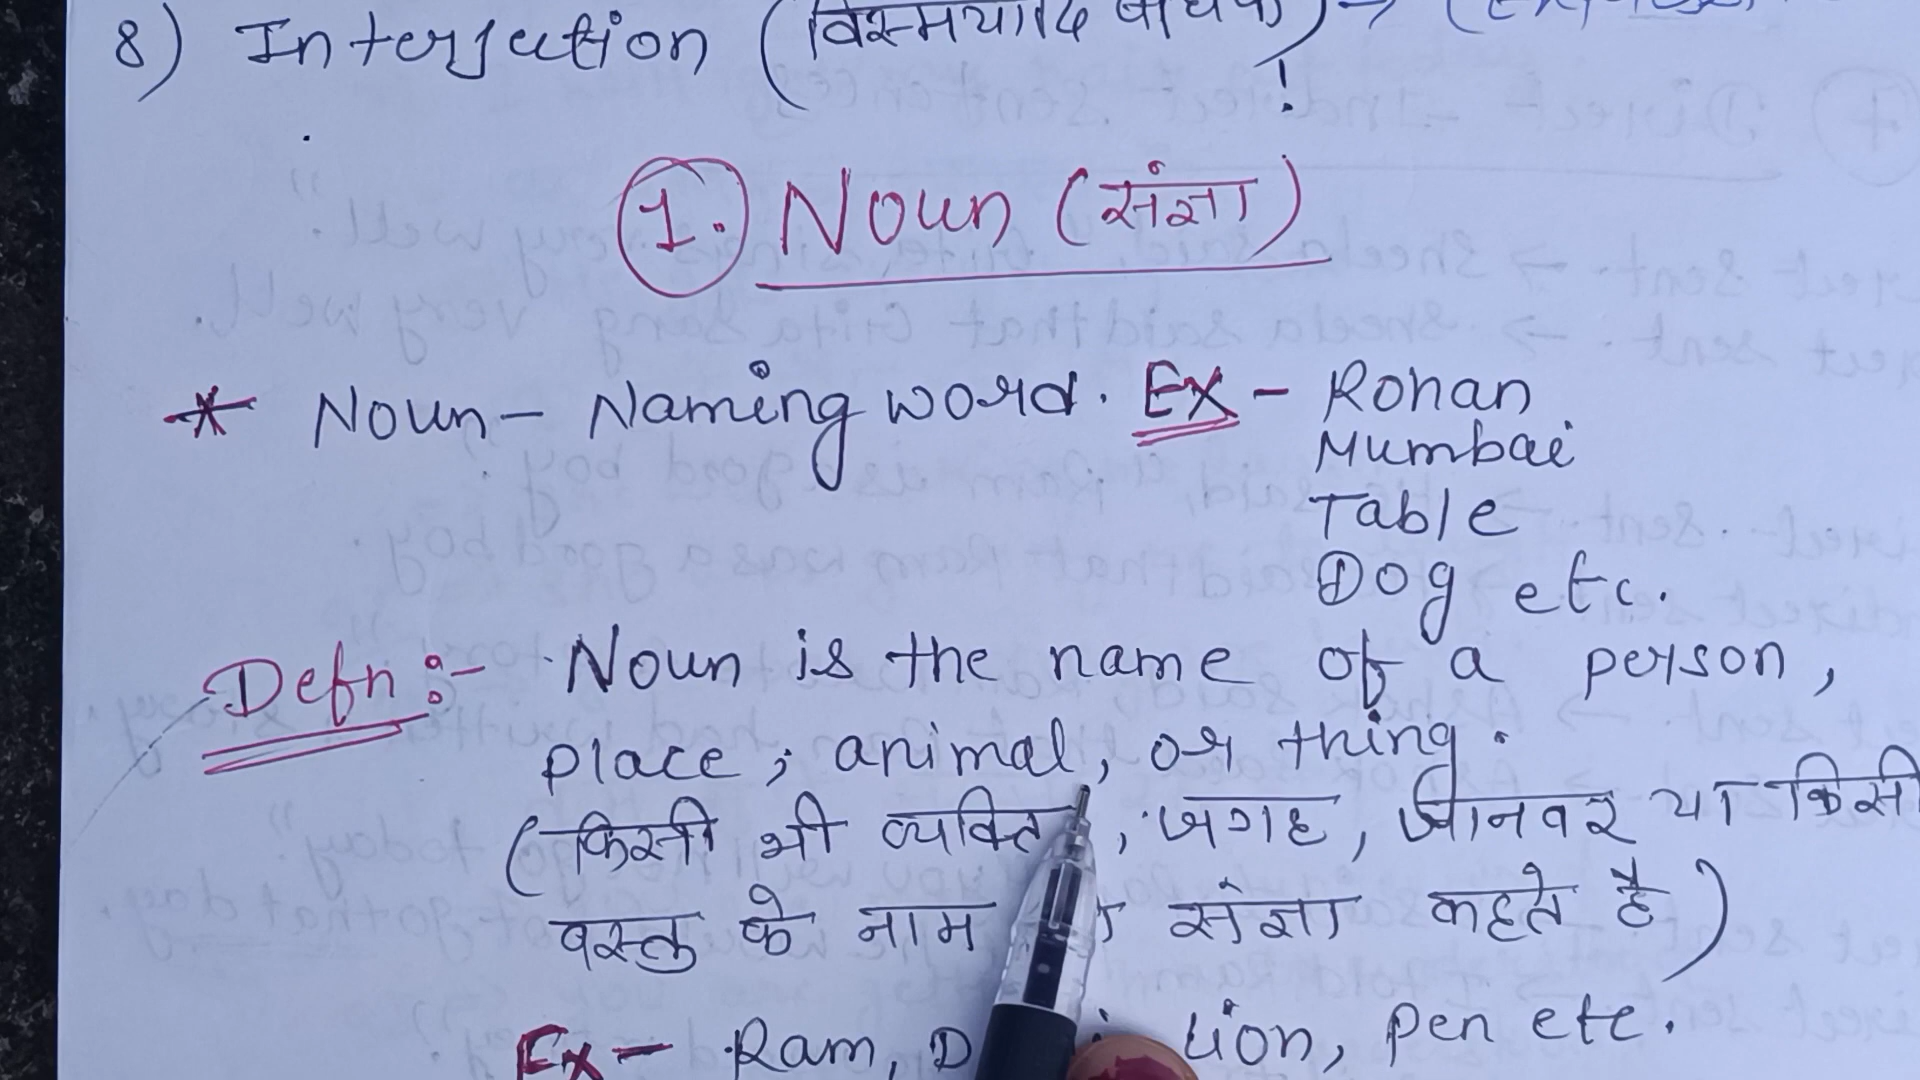 8) Interjection (विस्मयादि बोधक) →
!
1. Noun (संज्ञा)
* Noun - Naming word. Ex - Rohan
Mumbai
Table
Dog etc.
Defn :- Noun is the name of a person,
place, animal, or thing.
(किसी भी व्यक्ति, जगह, जानवर या किसी
वस्तु के नाम संज्ञा कहते है)
Ex - Ram, lion, Pen etc.